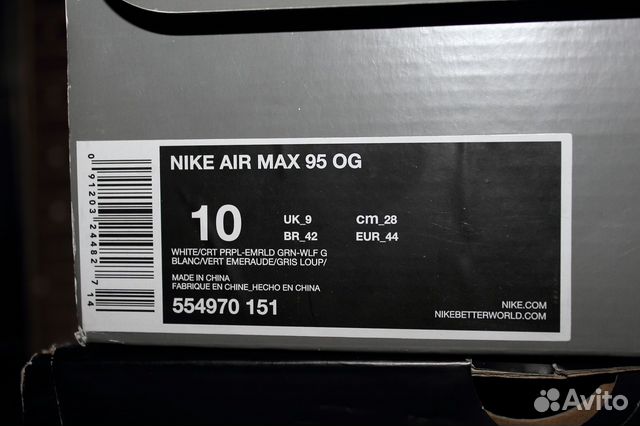 NIKE AIR MAX 95 OG
10
UK_9 cm_28
BR_42 EUR_44
WHITE/CRT PRPL-EMRLD GRN-WLF G
BLANC/VERT EMERAUDE/GRIS LOUP/
MADE IN CHINA
FABRIQUE EN CHINE_HECHO EN CHINA
554970 151
NIKE.COM
NIKEBETTERWORLD.COM
0 91203 24482 7 14
Avito